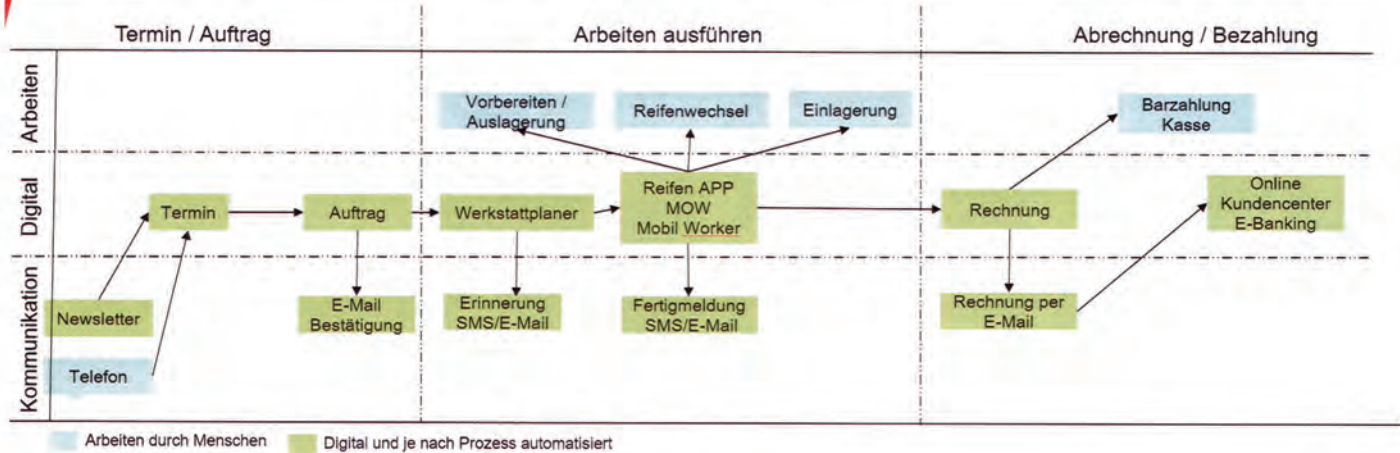 Termin / Auftrag
Arbeiten ausführen
Abrechnung / Bezahlung
Arbeiten
Vorbereiten /
Auslagerung
Reifenwechsel
Einlagerung
Barzahlung
Kasse
Digital
Termin
Auftrag
Werkstattplaner
Reifen APP
MOW
Mobil Worker
Rechnung
Online
Kundencenter
E-Banking
Kommunikation
Newsletter
E-Mail
Bestätigung
Erinnerung
SMS/E-Mail
Fertigmeldung
SMS/E-Mail
Rechnung per
E-Mail
Telefon
Arbeiten durch Menschen
Digital und je nach Prozess automatisiert